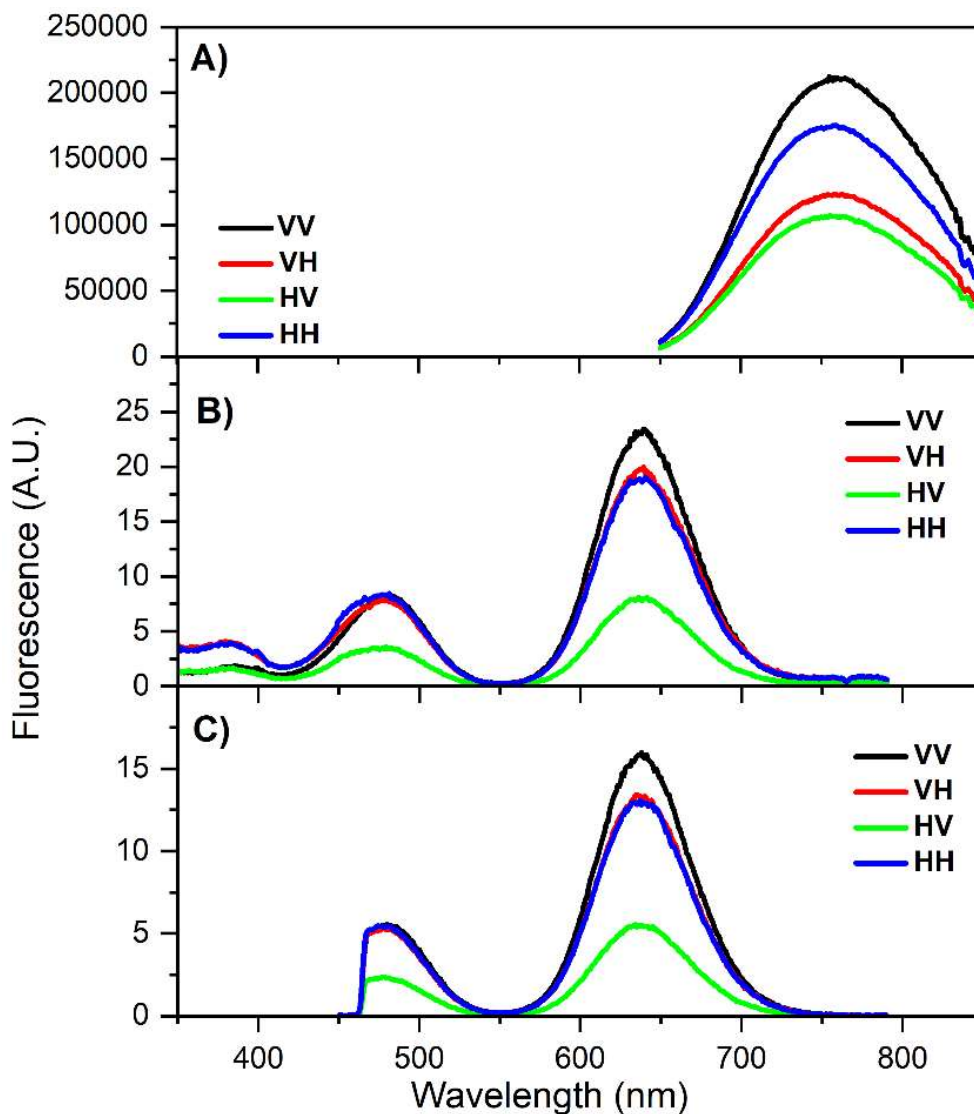 Fluorescence (A.U.)
A)
250000
200000
150000
100000
50000
0
VV
VH
HV
HH
B)
25
20
15
10
5
0
VV
VH
HV
HH
C)
15
10
5
0
VV
VH
HV
HH
400 500 600 700 800
Wavelength (nm)